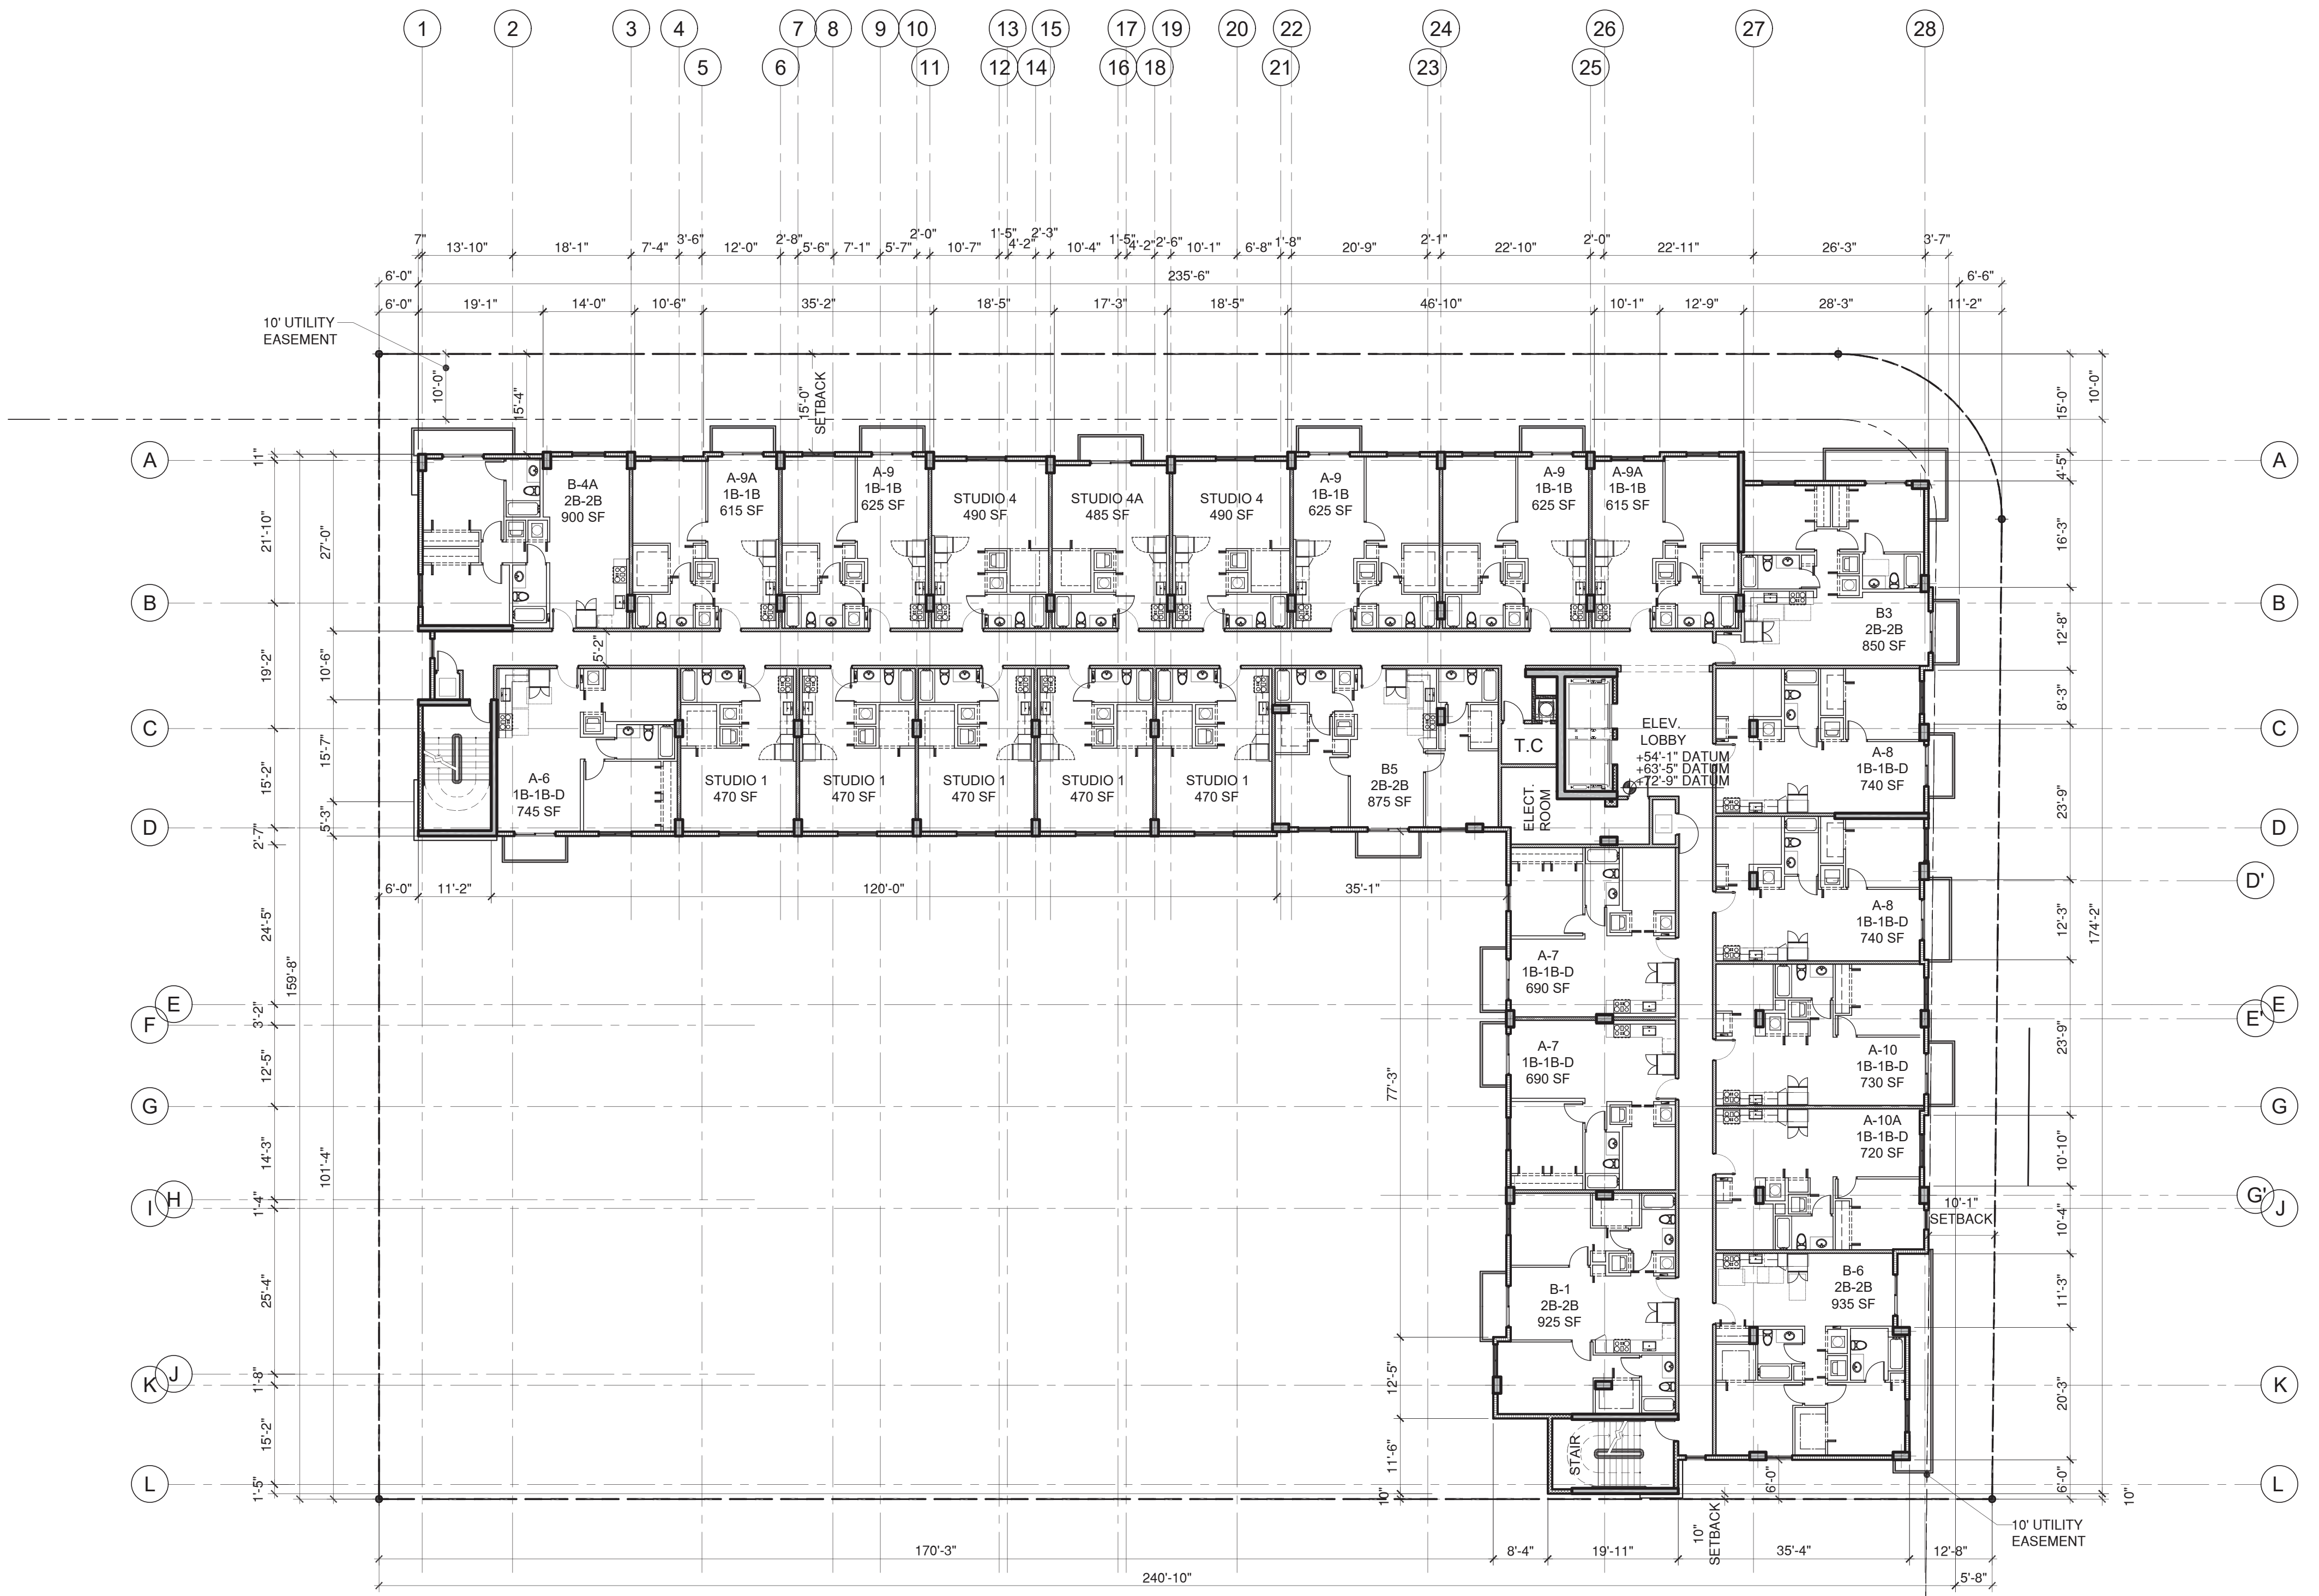 1 2 3 4 7 8 9 10 13 15 17 19 20 22 24 26 27 28
5 6 11 12 14 16 18 21 23 25
7" 13'-10" 18'-1" 7'-4" 3'-6" 12'-0" 2'-8" 5'-6" 7'-1" 5'-7" 2'-0" 10'-7" 1'-5" 4'-2" 2'-3" 10'-4" 1'-5" 4'-2" 2'-6" 10'-1" 6'-8" 1'-8" 20'-9" 2'-1" 22'-10" 2'-0" 22'-11" 26'-3" 3'-7"
6'-0" 235'-6" 6'-6"
6'-0" 19'-1" 14'-0" 10'-6" 35'-2" 18'-5" 17'-3" 18'-5" 46'-10" 10'-1" 12'-9" 28'-3" 11'-2"
10' UTILITY
EASEMENT
10'-0"
15'-4"
15'-0"
SETBACK
15'-0"
10'-0"
A
B
C
D
E
F
G
H
I
J
K
L
11"
21'-10"
19'-2"
15'-2"
2'-7"
24'-5"
3'-2"
12'-5"
14'-3"
1'-4"
25'-4"
1'-8"
15'-2"
1'-5"
159'-8"
27'-0"
10'-6"
15'-7"
5'-3"
101'-4"
B-4A
2B-2B
900 SF
A-9A
1B-1B
615 SF
A-9
1B-1B
625 SF
STUDIO 4
490 SF
STUDIO 4A
485 SF
STUDIO 4
490 SF
A-9
1B-1B
625 SF
A-9
1B-1B
625 SF
A-9A
1B-1B
615 SF
B3
2B-2B
850 SF
5'-2"
A-6
1B-1B-D
745 SF
STUDIO 1
470 SF
STUDIO 1
470 SF
STUDIO 1
470 SF
STUDIO 1
470 SF
STUDIO 1
470 SF
B5
2B-2B
875 SF
T.C
ELECT.
ROOM
ELEV.
LOBBY
+54'-1" DATUM
+63'-5" DATUM
+72'-9" DATUM
A-8
1B-1B-D
740 SF
6'-0" 11'-2" 120'-0" 35'-1"
A-8
1B-1B-D
740 SF
A-7
1B-1B-D
690 SF
A-7
1B-1B-D
690 SF
A-10
1B-1B-D
730 SF
A-10A
1B-1B-D
720 SF
10'-1"
SETBACK
B-1
2B-2B
925 SF
B-6
2B-2B
935 SF
STAIR
77'-3"
12'-5"
11'-6"
10"
A
B
C
D
D'
E
E'
G
G'
J
K
L
4'-5"
16'-3"
12'-8"
8'-3"
23'-9"
12'-3"
23'-9"
10'-10"
10'-4"
11'-3"
20'-3"
6'-0"
174'-2"
10"
6'-0"
10"
SETBACK
10' UTILITY
EASEMENT
170'-3" 8'-4" 19'-11" 35'-4" 12'-8"
240'-10" 5'-8"